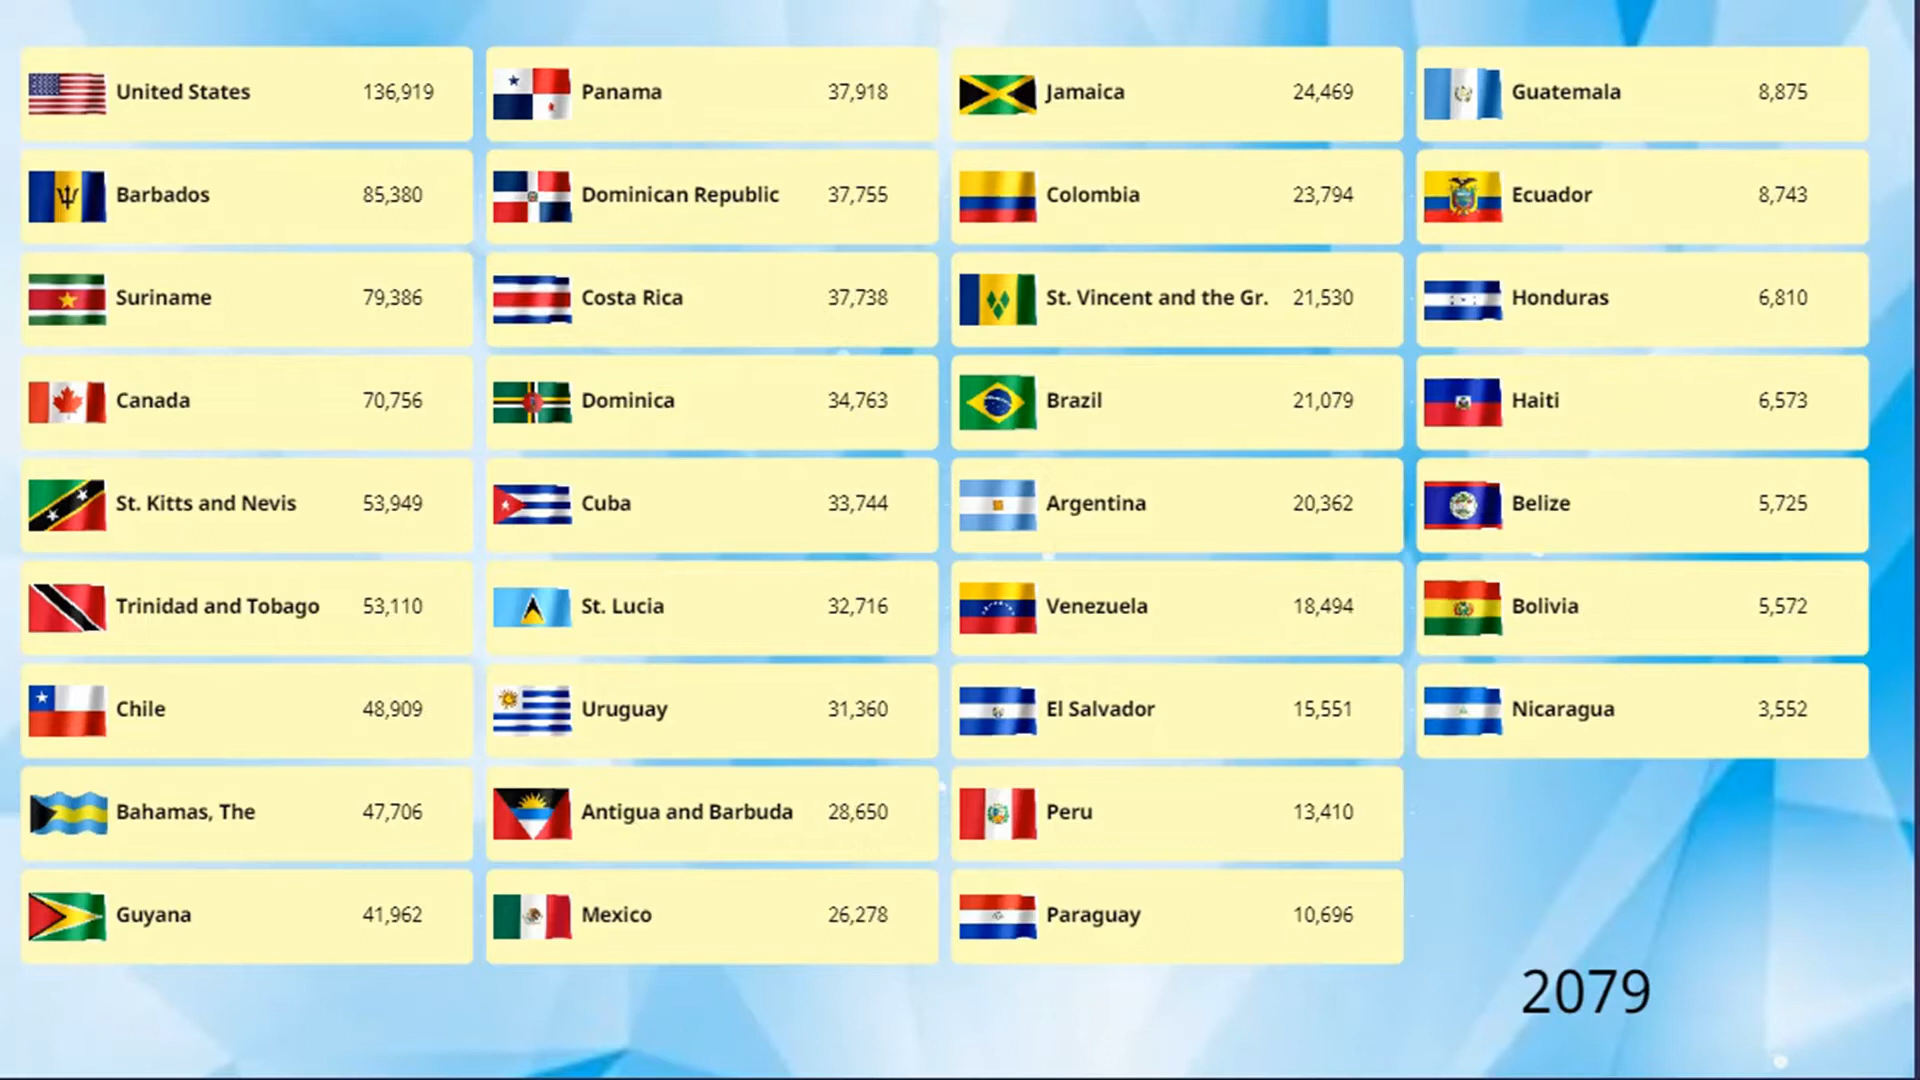 United States 136,919
Barbados 85,380
Suriname 79,386
Canada 70,756
St. Kitts and Nevis 53,949
Trinidad and Tobago 53,110
Chile 48,909
Bahamas, The 47,706
Guyana 41,962
Panama 37,918
Dominican Republic 37,755
Costa Rica 37,738
Dominica 34,763
Cuba 33,744
St. Lucia 32,716
Uruguay 31,360
Antigua and Barbuda 28,650
Mexico 26,278
Jamaica 24,469
Colombia 23,794
St. Vincent and the Gr. 21,530
Brazil 21,079
Argentina 20,362
Venezuela 18,494
El Salvador 15,551
Peru 13,410
Paraguay 10,696
Guatemala 8,875
Ecuador 8,743
Honduras 6,810
Haiti 6,573
Belize 5,725
Bolivia 5,572
Nicaragua 3,552
2079